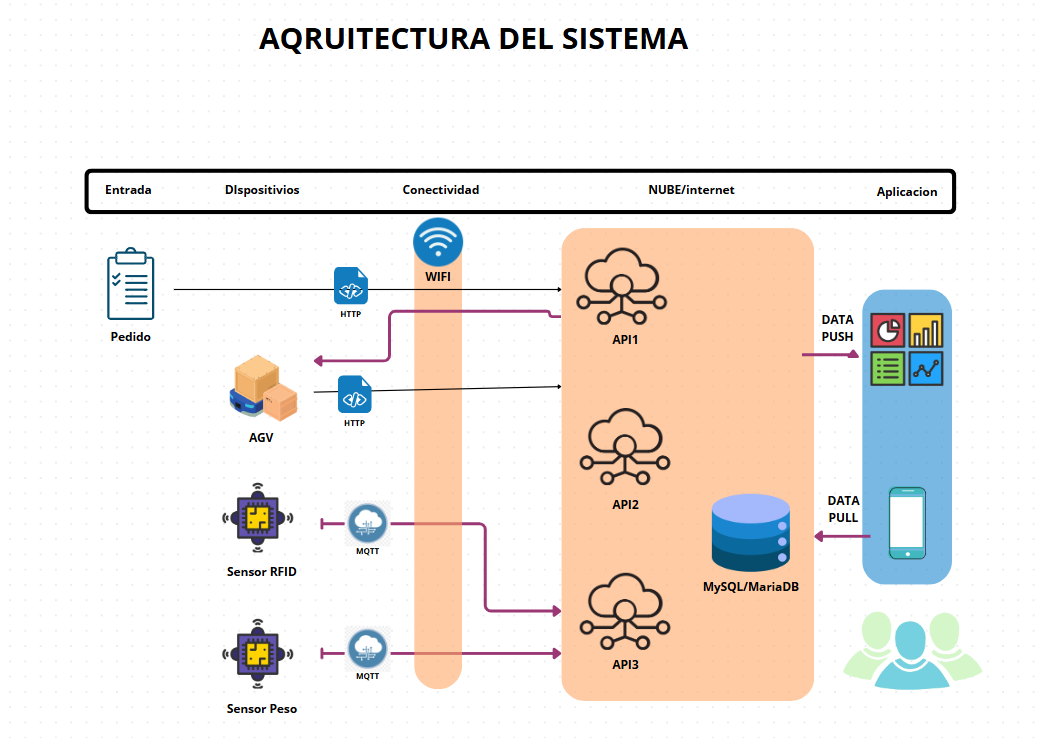 AQRUITECTURA DEL SISTEMA
Entrada
DIspositivos
Conectividad
NUBE/internet
Aplicacion
WIFI
HTTP
Pedido
API1
DATA
PUSH
HTTP
AGV
API2
DATA
PULL
MQTT
Sensor RFID
MySQL/MariaDB
API3
MQTT
Sensor Peso